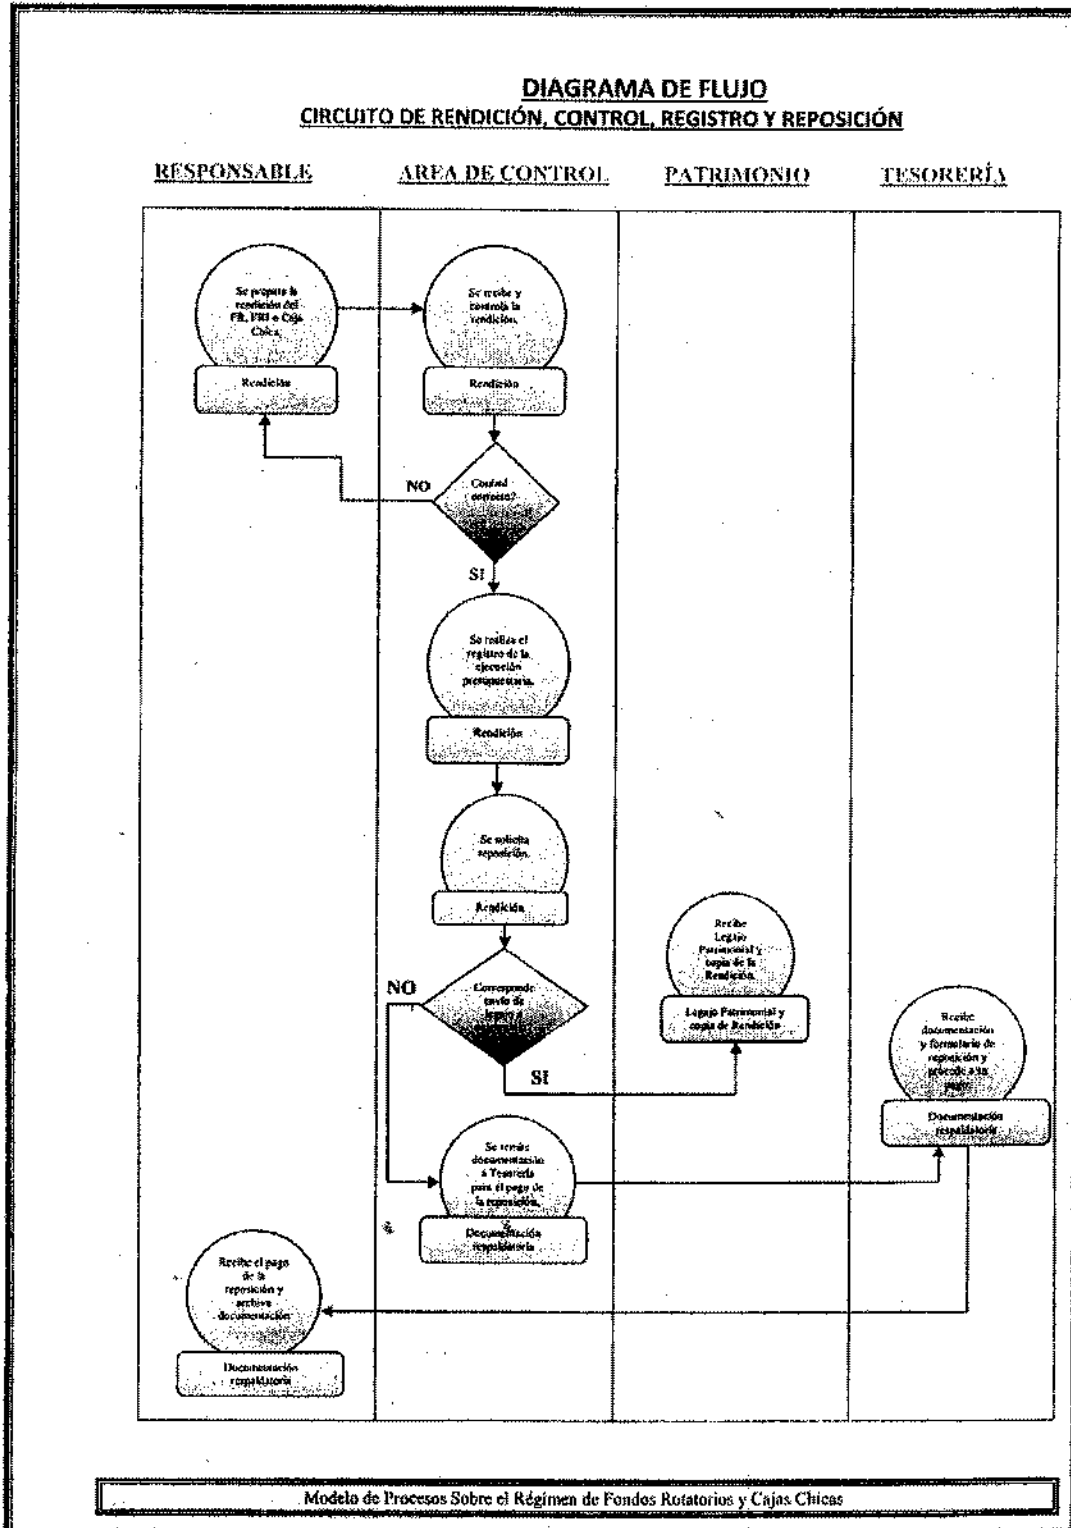 DIAGRAMA DE FLUJO
CIRCUITO DE RENDICIÓN, CONTROL, REGISTRO Y REPOSICIÓN
RESPONSABLE
AREA DE CONTROL
PATRIMONIO
TESORERÍA
Se prepara la
rendición del
FR, FRI o Caja
Chica.
Rendición
Se recibe y
controla la
rendición.
Rendición
NO
Control
correcto?
SI
Se realiza el
registro de la
ejecución
presupuestaria.
Rendición
Se solicita
reposición.
Rendición
NO
Corresponde
envío de
legajo a
SI
Recibe
Legajo
Patrimonial y
copia de la
Rendición.
Legajo Patrimonial y
copia de Rendición
Recibe
documentación
y formulario de
reposición y
procede a su
pago
Documentación
respaldatoria
Se remite
documentación
a Tesorería
para el pago de
la reposición.
Documentación
respaldatoria
Recibe el pago
de la
reposición y
archiva
documentación
Documentación
respaldatoria
Modelo de Procesos Sobre el Régimen de Fondos Rotatorios y Cajas Chicas